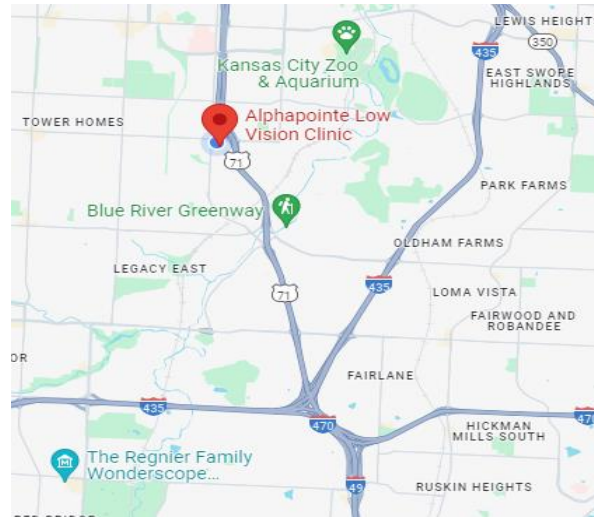 LEWIS HEIGHT
350
435
Kansas City Zoo
& Aquarium
EAST SWOPE
HIGHLANDS
Alphapointe Low
Vision Clinic
TOWER HOMES
71
PARK FARMS
Blue River Greenway
OLDHAM FARMS
LEGACY EAST
71
435
LOMA VISTA
FAIRWOOD AND
ROBANDEE
OR
FAIRLANE
435
470
470
HICKMAN
MILLS SOUTH
The Regnier Family
Wonderscope...
49
RUSKIN HEIGHTS